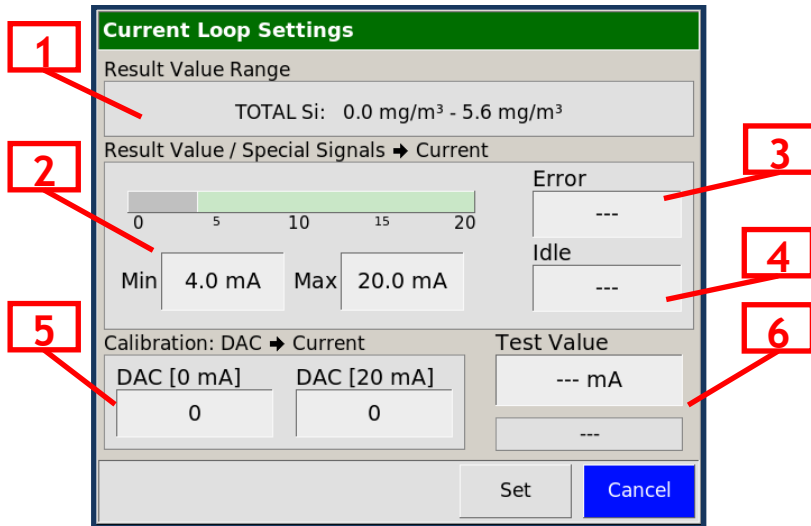 Current Loop Settings
1
Result Value Range
TOTAL Si: 0.0 mg/m³ - 5.6 mg/m³
Result Value / Special Signals 🡆 Current
2
3
Error
---
0 5 10 15 20
Idle
4
Min 4.0 mA Max 20.0 mA
---
5
Calibration: DAC 🡆 Current
Test Value
6
DAC [0 mA] DAC [20 mA]
--- mA
0 0
---
Set Cancel